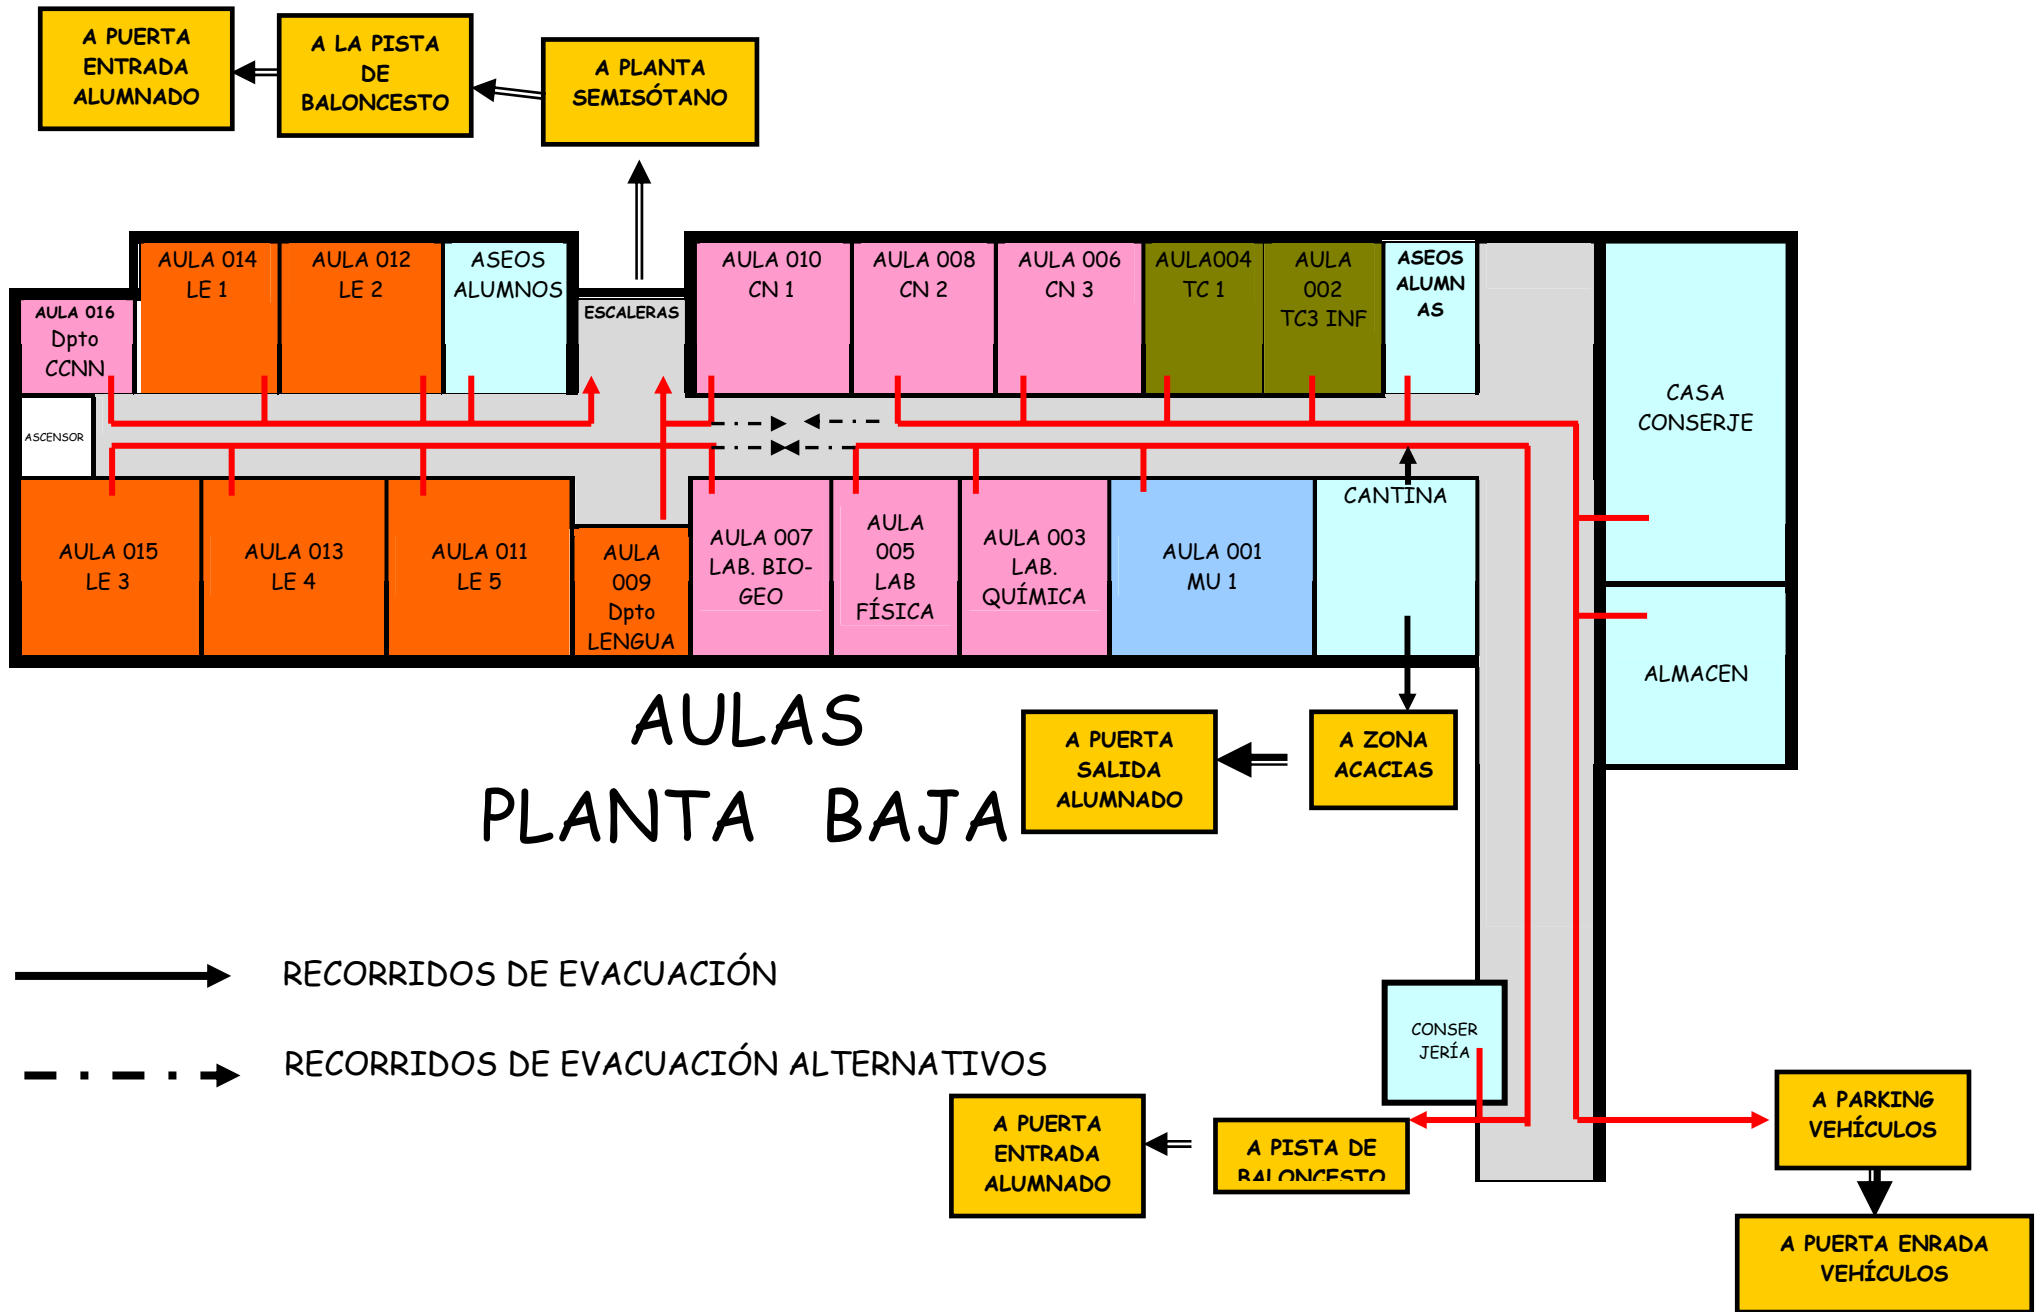 A PUERTA
ENTRADA
ALUMNADO
A LA PISTA
DE
BALONCESTO
A PLANTA
SEMISÓTANO
AULA 016
Dpto
CCNN
AULA 014
LE 1
AULA 012
LE 2
ASEOS
ALUMNOS
ESCALERAS
AULA 010
CN 1
AULA 008
CN 2
AULA 006
CN 3
AULA004
TC 1
AULA
002
TC3 INF
ASEOS
ALUMN
AS
CASA
CONSERJE
ASCENSOR
AULA 015
LE 3
AULA 013
LE 4
AULA 011
LE 5
AULA
009
Dpto
LENGUA
AULA 007
LAB. BIO-
GEO
AULA
005
LAB
FÍSICA
AULA 003
LAB.
QUÍMICA
AULA 001
MU 1
CANTINA
ALMACEN
AULAS
PLANTA BAJA
A PUERTA
SALIDA
ALUMNADO
A ZONA
ACACIAS
RECORRIDOS DE EVACUACIÓN
RECORRIDOS DE EVACUACIÓN ALTERNATIVOS
CONSER
JERÍA
A PUERTA
ENTRADA
ALUMNADO
A PISTA DE
BALONCESTO
A PARKING
VEHÍCULOS
A PUERTA ENRADA
VEHÍCULOS